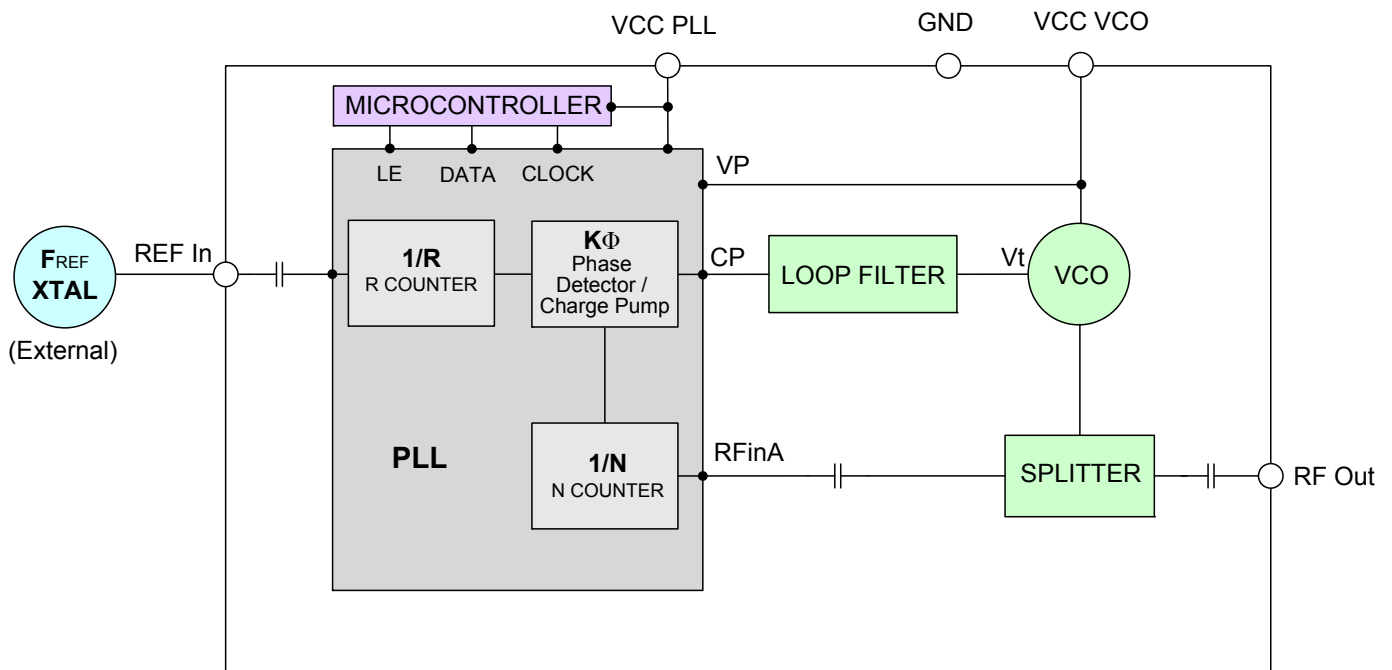 VCC PLL
GND
VCC VCO
MICROCONTROLLER
LE
DATA
CLOCK
VP
FREF
XTAL
(External)
REF In
1/R
R COUNTER
KΦ
Phase
Detector /
Charge Pump
CP
LOOP FILTER
Vt
VCO
PLL
1/N
N COUNTER
RFinA
SPLITTER
RF Out